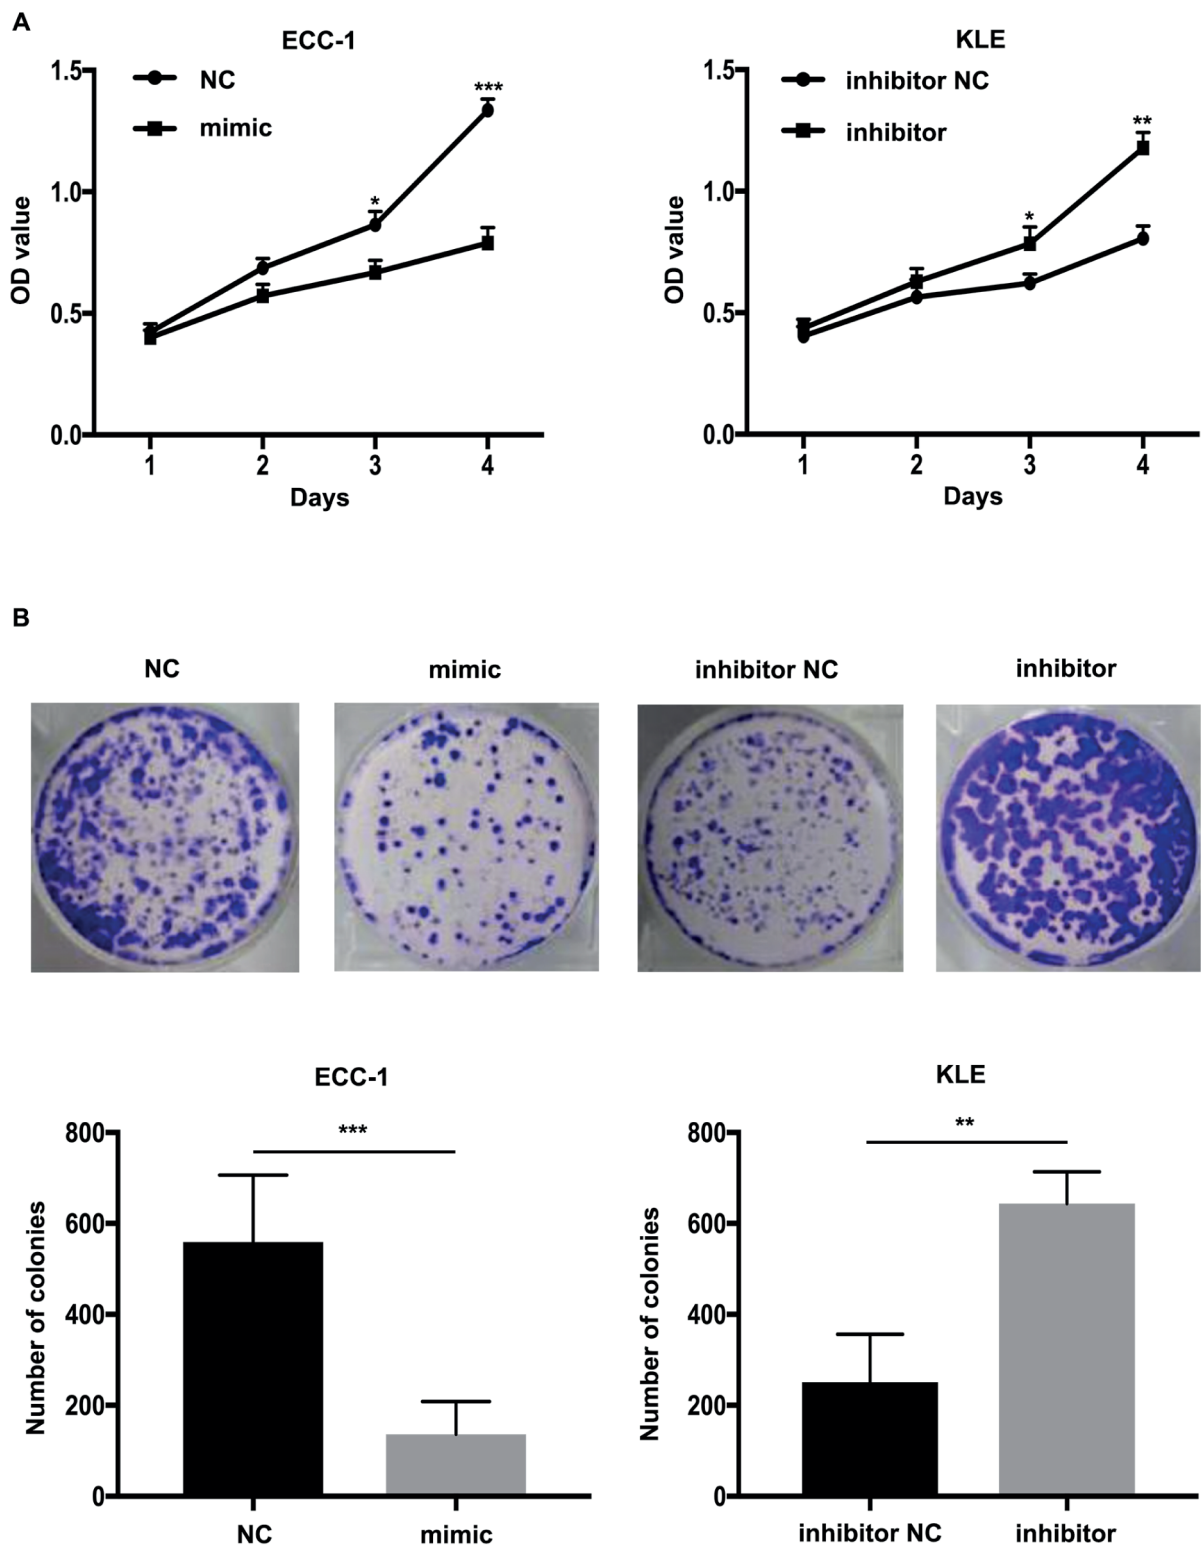 A
ECC-1
NC
mimic
***
*
1.5
1.0
0.5
0.0
OD value
1 2 3 4
Days
KLE
inhibitor NC
inhibitor
**
*
1.5
1.0
0.5
0.0
OD value
1 2 3 4
Days
B
NC mimic inhibitor NC inhibitor
ECC-1
***
800
600
400
200
0
Number of colonies
NC mimic
KLE
**
800
600
400
200
0
Number of colonies
inhibitor NC inhibitor